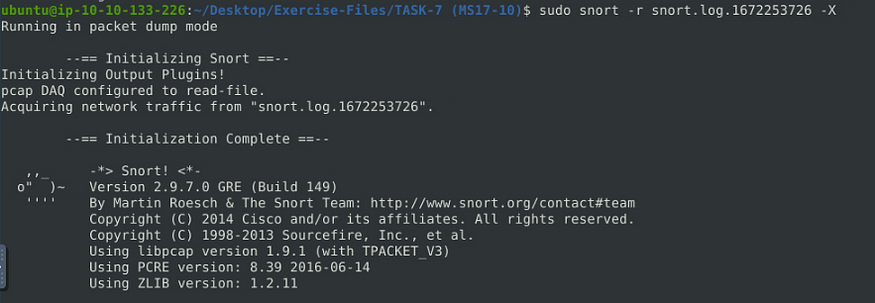 ubuntu@ip-10-10-133-226:~/Desktop/Exercise-Files/TASK-7 (MS17-10)$ sudo snort -r snort.log.1672253726 -X
Running in packet dump mode
--== Initializing Snort ==--
Initializing Output Plugins!
pcap DAQ configured to read-file.
Acquiring network traffic from "snort.log.1672253726".
--== Initialization Complete ==--
,,_ -*> Snort! <*-
o" )~ Version 2.9.7.0 GRE (Build 149)
'''' By Martin Roesch & The Snort Team: http://www.snort.org/contact#team
Copyright (C) 2014 Cisco and/or its affiliates. All rights reserved.
Copyright (C) 1998-2013 Sourcefire, Inc., et al.
Using libpcap version 1.9.1 (with TPACKET_V3)
Using PCRE version: 8.39 2016-06-14
Using ZLIB version: 1.2.11